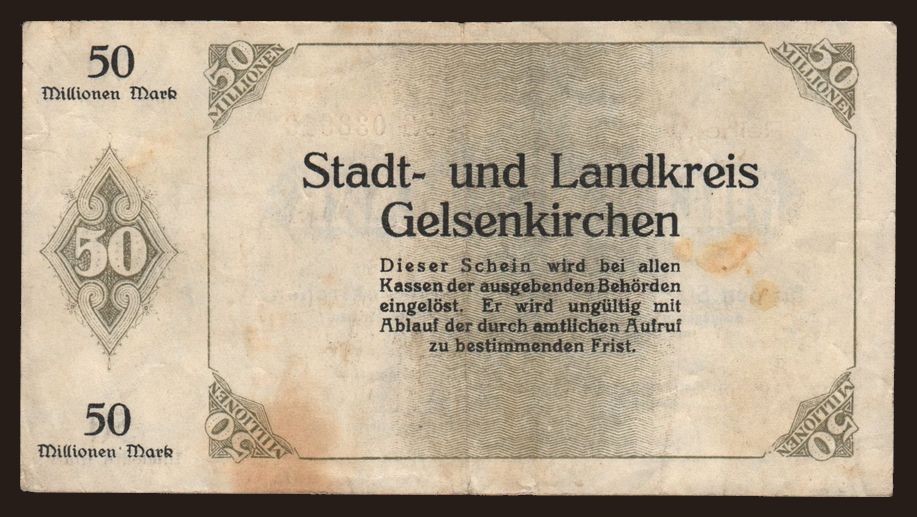 50
Millionen Mark
50
MILLIONEN
50
MILLIONEN
Stadt- und Landkreis
Gelsenkirchen
Dieser Schein wird bei allen
Kassen der ausgebenden Behörden
eingelöst. Er wird ungültig mit
Ablauf der durch amtlichen Aufruf
zu bestimmenden Frist.
50
50
Millionen Mark
MILLIONEN
50
MILLIONEN
50